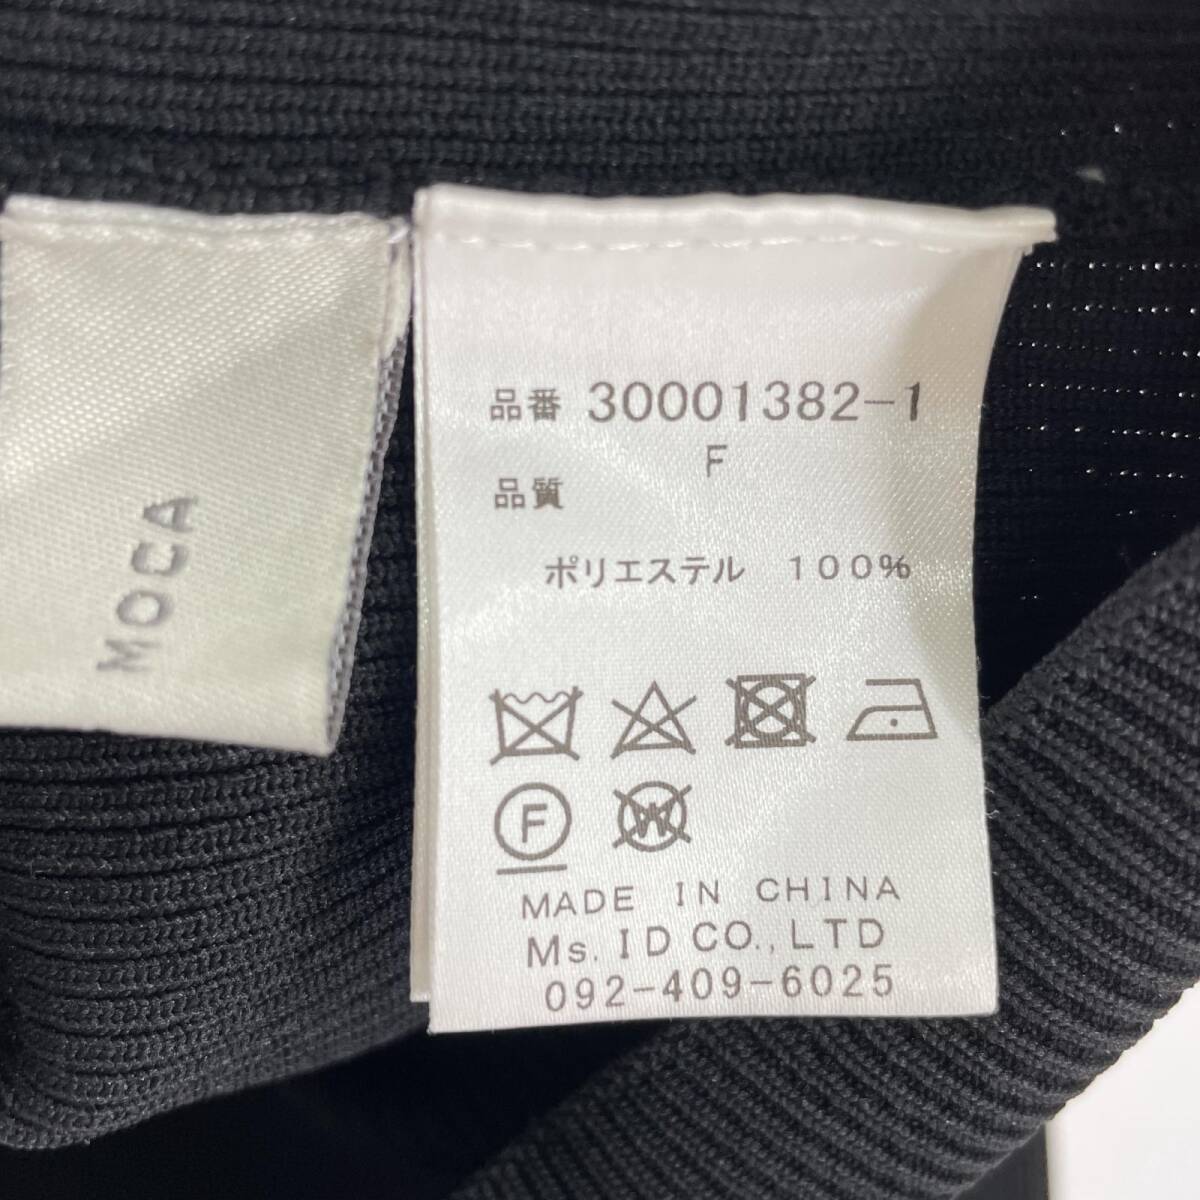 MOCA
品番 30001382-1
F
品質
ポリエステル 100%
F W
MADE IN CHINA
Ms. ID CO., LTD
092-409-6025